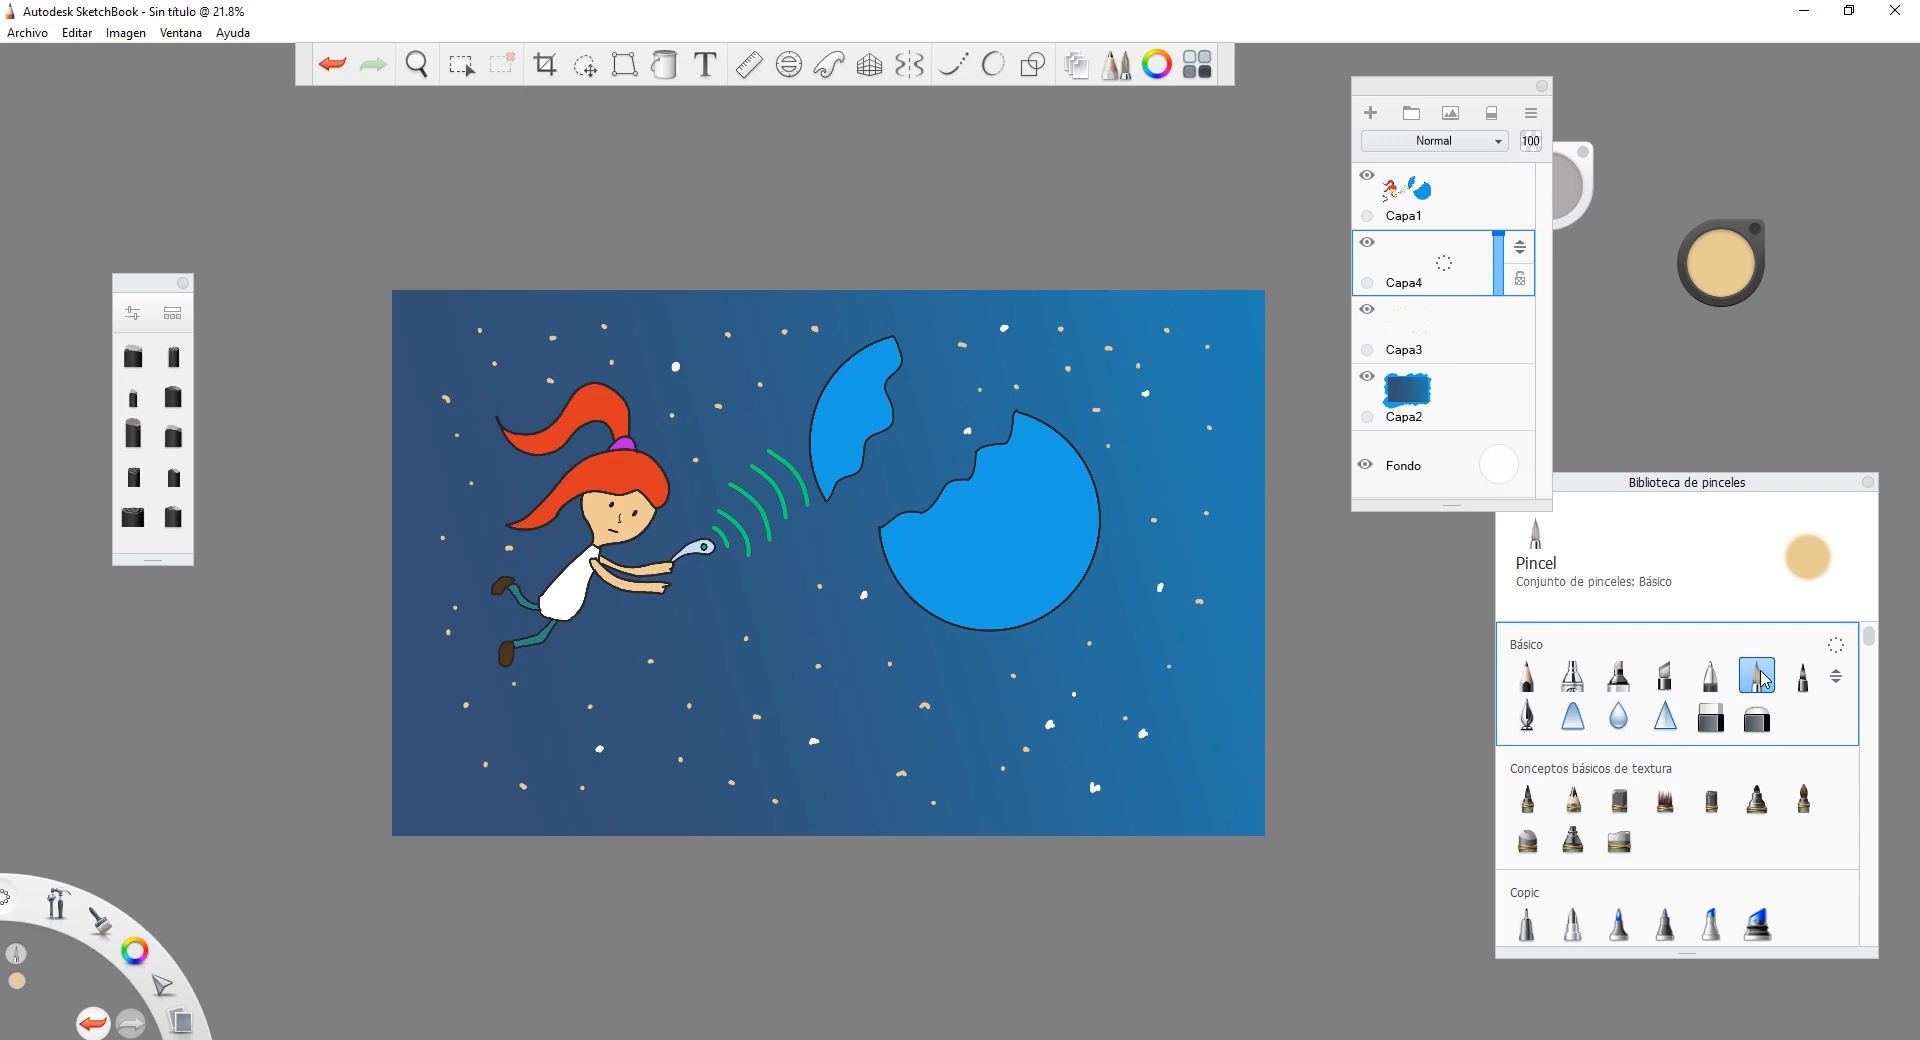 Autodesk SketchBook - Sin título @ 21.8%
Archivo Editar Imagen Ventana Ayuda
T
Normal 100
Capa1
Capa4
Capa3
Capa2
Fondo
Biblioteca de pinceles
Pincel
Conjunto de pinceles: Básico
Básico
Conceptos básicos de textura
Copic